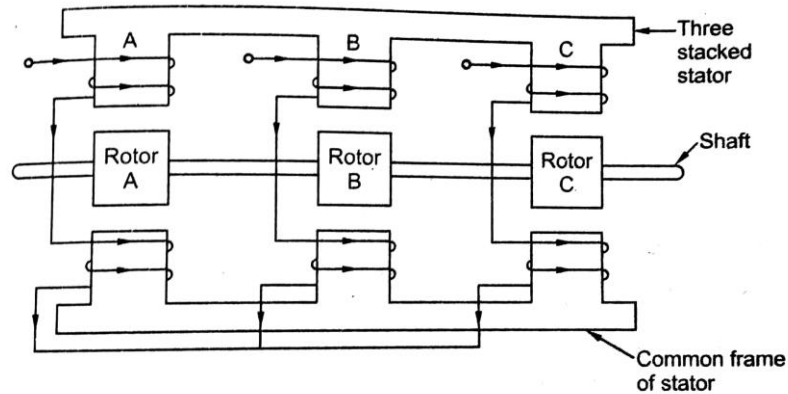 A
B
C
Three
stacked
stator
Rotor
A
Rotor
B
Rotor
C
Shaft
Common frame
of stator